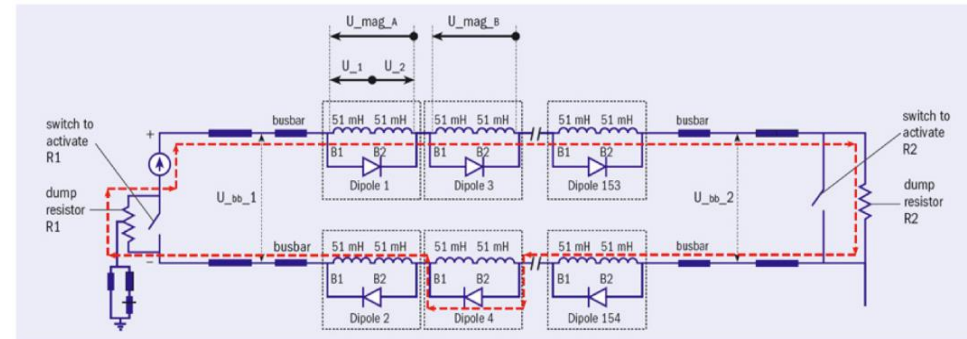 U_mag_A
U_mag_B
U_1
U_2
switch to
activate
R1
busbar
51 mH 51 mH
51 mH 51 mH
51 mH 51 mH
busbar
switch to
activate
R2
+
B1
B2
B1
B2
B1
B2
Dipole 1
Dipole 3
Dipole 153
dump
resistor
R1
U_bb_1
U_bb_2
dump
resistor
R2
−
busbar
51 mH 51 mH
51 mH 51 mH
51 mH 51 mH
busbar
B1
B2
B1
B2
B1
B2
Dipole 2
Dipole 4
Dipole 154